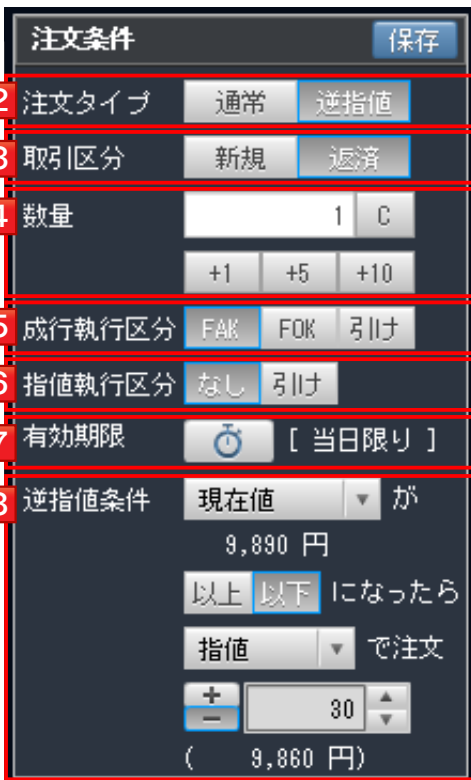 注文条件 保存
2 注文タイプ 通常 逆指値
3 取引区分 新規 返済
4 数量 1 C
+1 +5 +10
5 成行執行区分 FAK FOK 引け
6 指値執行区分 なし 引け
7 有効期限 [ 当日限り ]
8 逆指値条件 現在値 ▼ が
9,890 円
以上 以下 になったら
指値 ▼ で注文
+ − 30 ▲ ▼
( 9,860 円)